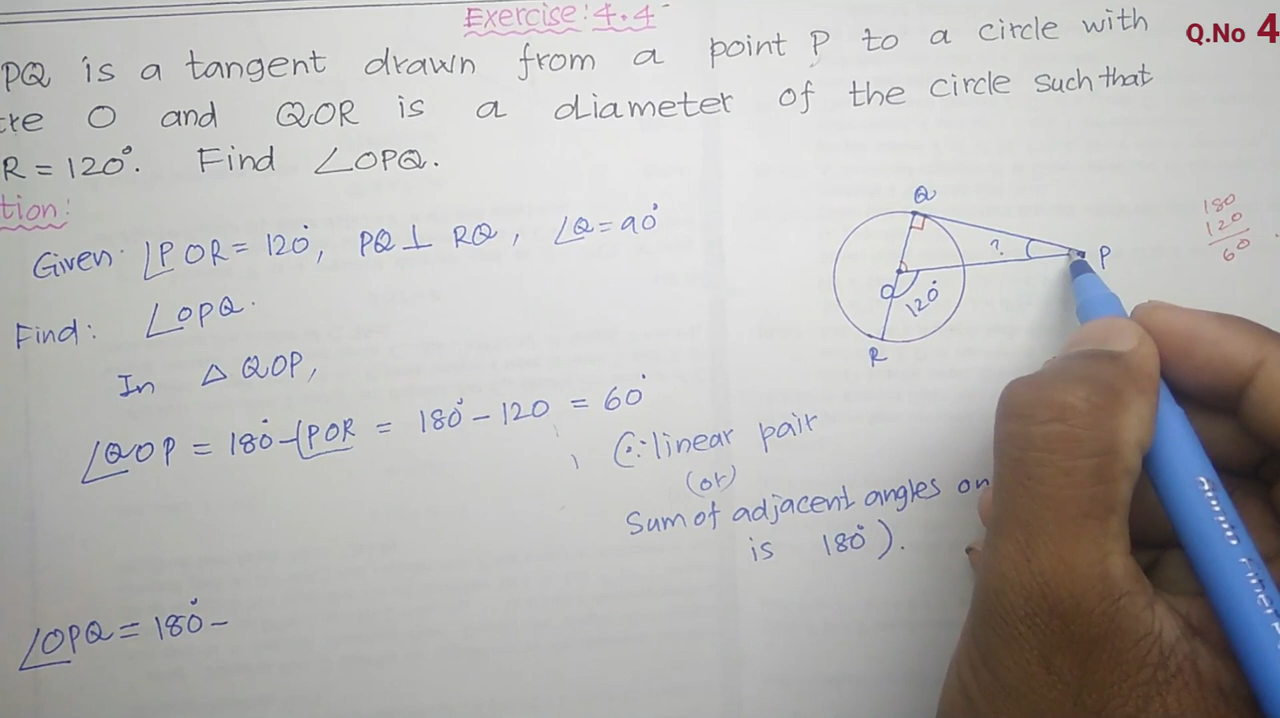 Exercise: 4.4
Q.No 4
PQ is a tangent drawn from a point P to a circle with
tre O and QOR is a diameter of the circle such that
R = 120°. Find ∠OPQ.
tion:
Given: ∠POR = 120°, PQ ⊥ RQ, ∠Q = 90°
Find: ∠OPQ.
In △ QOP,
∠QOP = 180° - ∠POR = 180° - 120 = 60°
(∵ linear pair
(or)
Sum of adjacent angles on
is 180°).
∠OPQ = 180° -
Q
?
P
O
120°
R
180
120
60